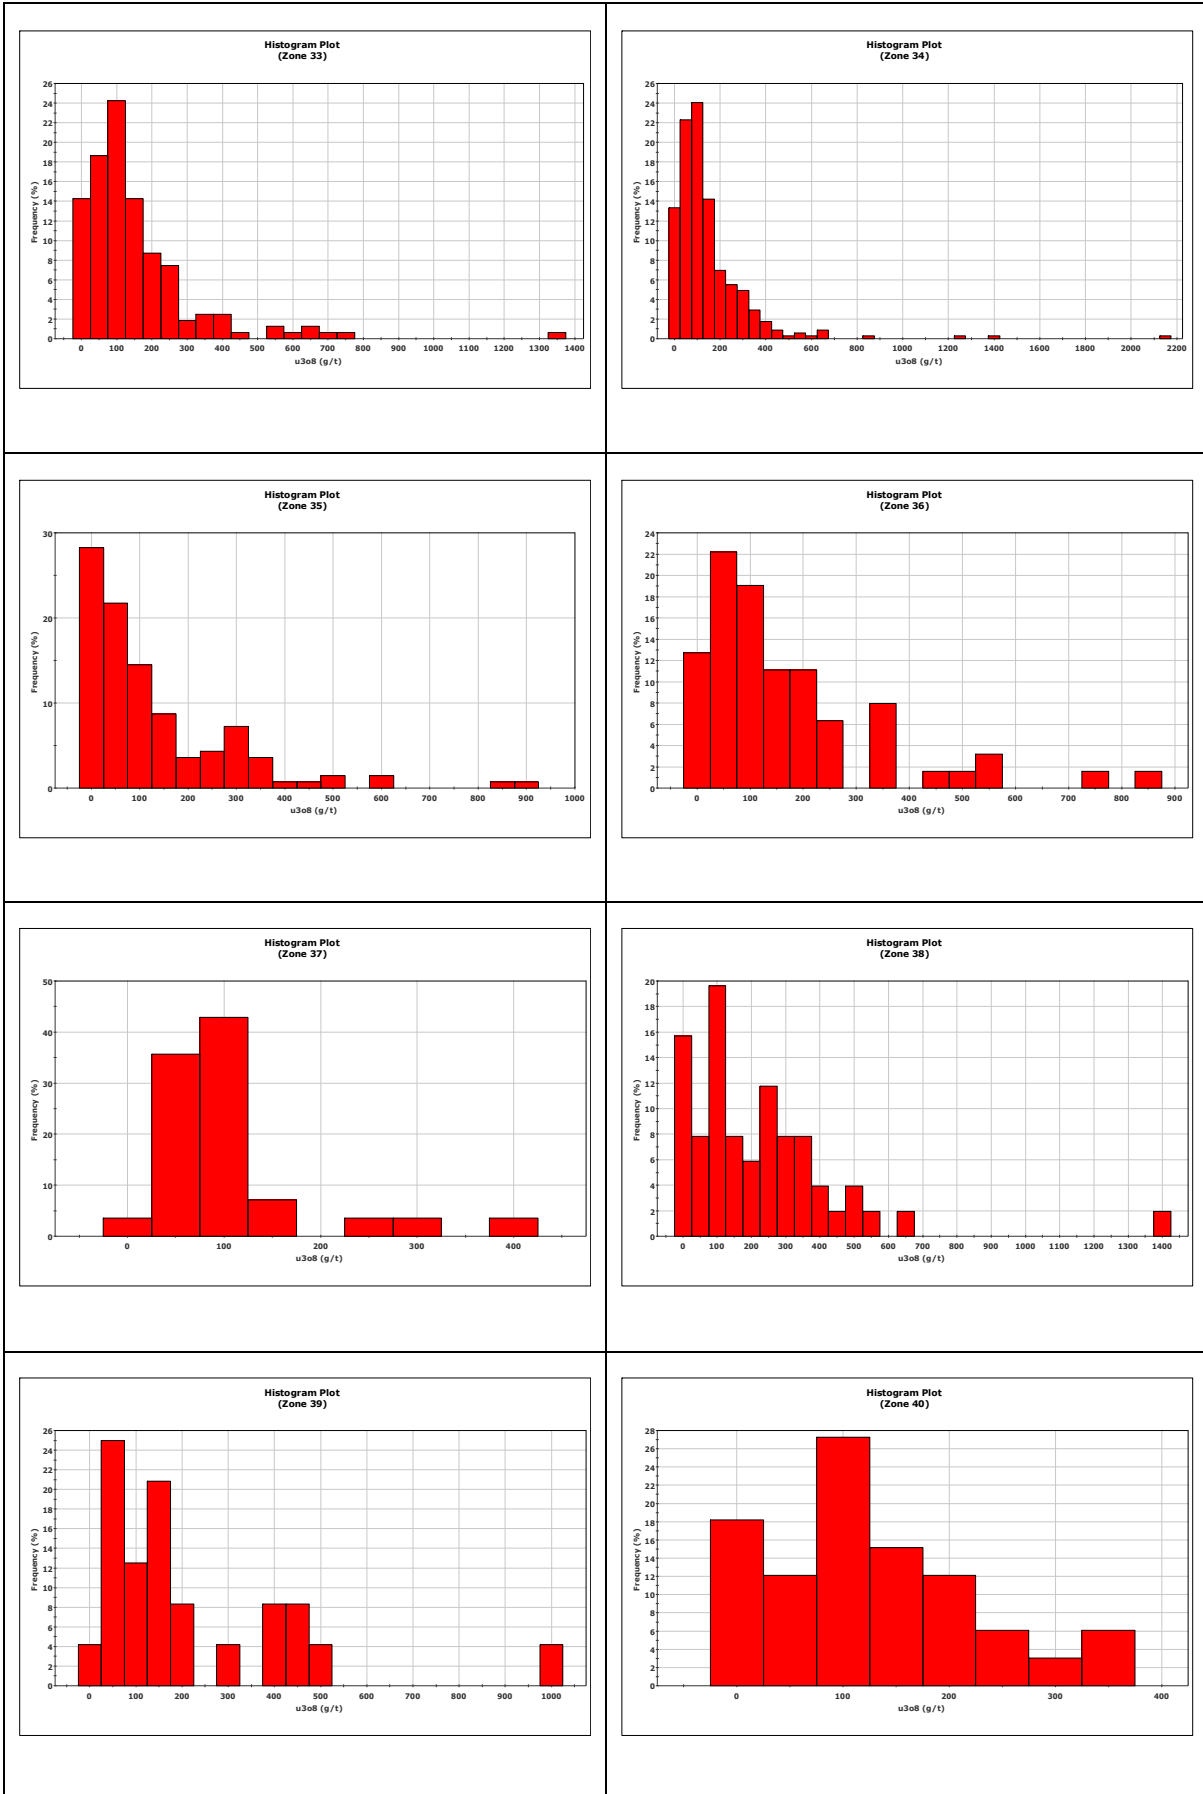 Histogram Plot
(Zone 33)
26
24
22
20
18
16
14
12
10
8
6
4
2
0
Frequency (%)
0 100 200 300 400 500 600 700 800 900 1000 1100 1200 1300 1400
u3o8 (g/t)
Histogram Plot
(Zone 34)
26
24
22
20
18
16
14
12
10
8
6
4
2
0
Frequency (%)
0 200 400 600 800 1000 1200 1400 1600 1800 2000 2200
u3o8 (g/t)
Histogram Plot
(Zone 35)
30
20
10
0
Frequency (%)
0 100 200 300 400 500 600 700 800 900 1000
u3o8 (g/t)
Histogram Plot
(Zone 36)
24
22
20
18
16
14
12
10
8
6
4
2
0
Frequency (%)
0 100 200 300 400 500 600 700 800 900
u3o8 (g/t)
Histogram Plot
(Zone 37)
50
40
30
20
10
0
Frequency (%)
0 100 200 300 400
u3o8 (g/t)
Histogram Plot
(Zone 38)
20
18
16
14
12
10
8
6
4
2
0
Frequency (%)
0 100 200 300 400 500 600 700 800 900 1000 1100 1200 1300 1400
u3o8 (g/t)
Histogram Plot
(Zone 39)
26
24
22
20
18
16
14
12
10
8
6
4
2
0
Frequency (%)
0 100 200 300 400 500 600 700 800 900 1000
u3o8 (g/t)
Histogram Plot
(Zone 40)
28
26
24
22
20
18
16
14
12
10
8
6
4
2
0
Frequency (%)
0 100 200 300 400
u3o8 (g/t)